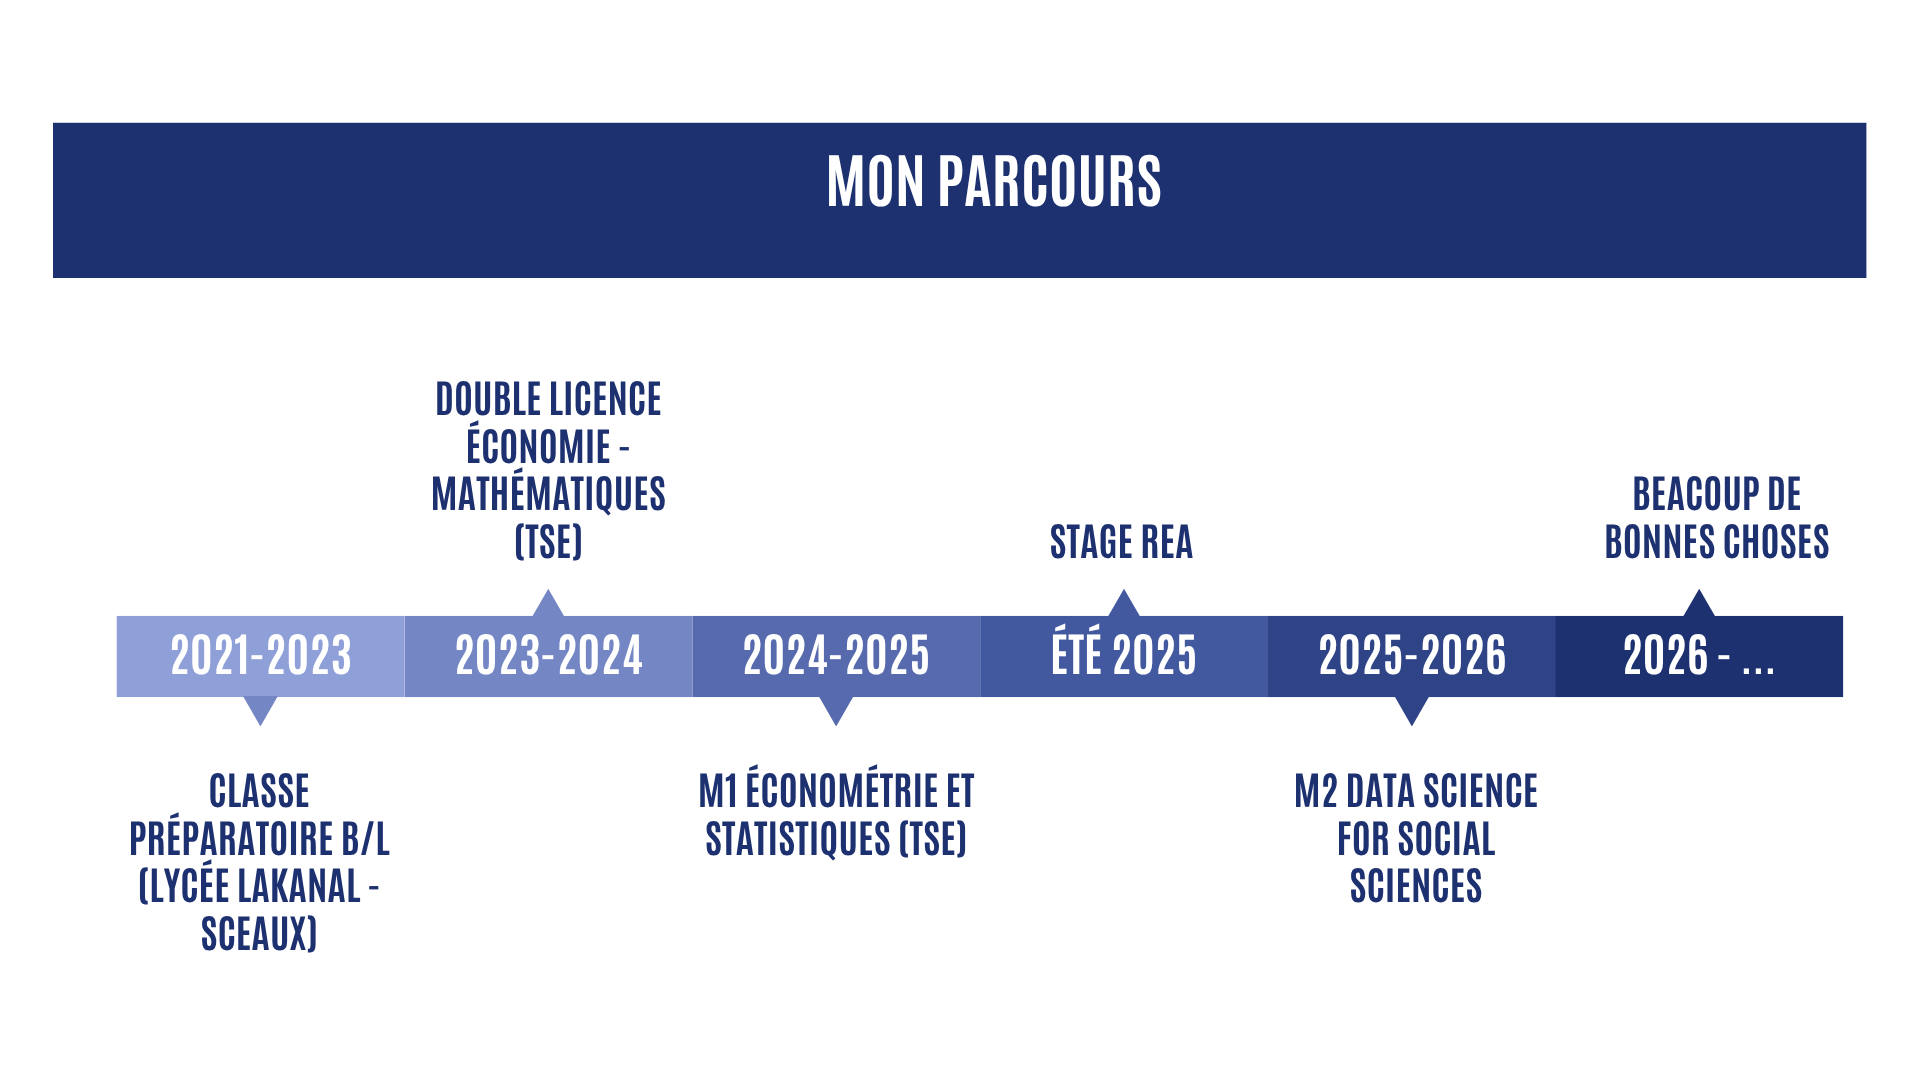 MON PARCOURS
DOUBLE LICENCE
ÉCONOMIE -
MATHÉMATIQUES
(TSE)
STAGE REA
BEACOUP DE
BONNES CHOSES
2021-2023
2023-2024
2024-2025
ÉTÉ 2025
2025-2026
2026 - ...
CLASSE
PRÉPARATOIRE B/L
(LYCÉE LAKANAL -
SCEAUX)
M1 ÉCONOMÉTRIE ET
STATISTIQUES (TSE)
M2 DATA SCIENCE
FOR SOCIAL
SCIENCES